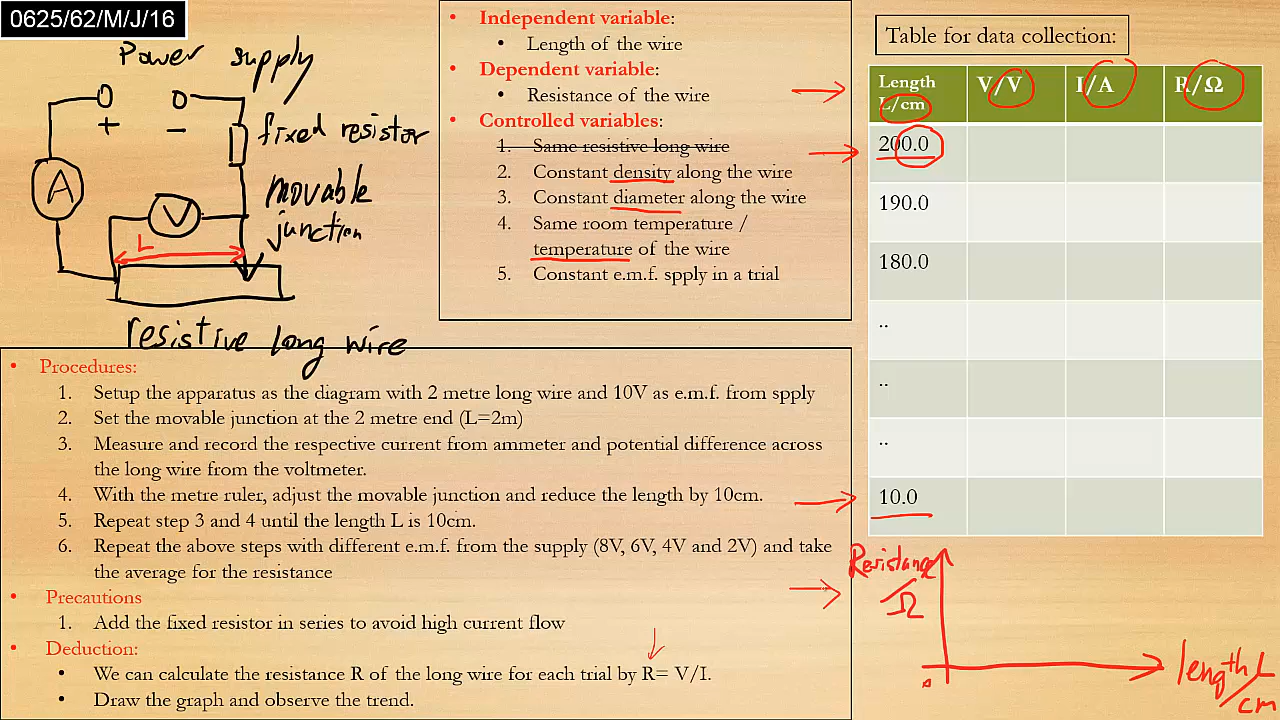 0625/62/M/J/16
Power supply
+
−
fixed resistor
A
V
movable
junction
L
resistive long wire
• Independent variable:
• Length of the wire
• Dependent variable:
• Resistance of the wire
• Controlled variables:
1. Same resistive long wire
2. Constant density along the wire
3. Constant diameter along the wire
4. Same room temperature /
temperature of the wire
5. Constant e.m.f. spply in a trial
Table for data collection:
Length
L/cm
V/V
I/A
R/Ω
200.0
190.0
180.0
..
..
..
10.0
• Procedures:
1. Setup the apparatus as the diagram with 2 metre long wire and 10V as e.m.f. from spply
2. Set the movable junction at the 2 metre end (L=2m)
3. Measure and record the respective current from ammeter and potential difference across
the long wire from the voltmeter.
4. With the metre ruler, adjust the movable junction and reduce the length by 10cm.
5. Repeat step 3 and 4 until the length L is 10cm.
6. Repeat the above steps with different e.m.f. from the supply (8V, 6V, 4V and 2V) and take
the average for the resistance
• Precautions
1. Add the fixed resistor in series to avoid high current flow
• Deduction:
• We can calculate the resistance R of the long wire for each trial by R= V/I.
• Draw the graph and observe the trend.
Resistance
/Ω
0
length L
/cm